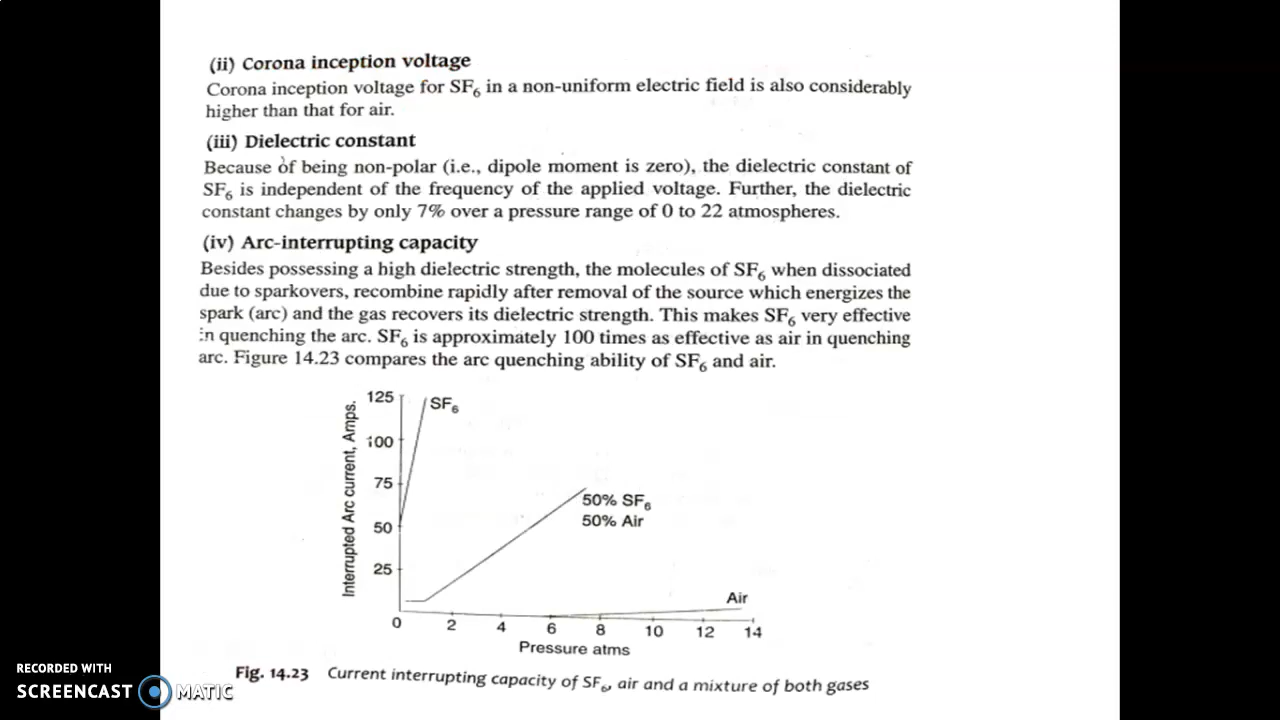 (ii) Corona inception voltage
Corona inception voltage for SF₆ in a non-uniform electric field is also considerably
higher than that for air.
(iii) Dielectric constant
Because of being non-polar (i.e., dipole moment is zero), the dielectric constant of
SF₆ is independent of the frequency of the applied voltage. Further, the dielectric
constant changes by only 7% over a pressure range of 0 to 22 atmospheres.
(iv) Arc-interrupting capacity
Besides possessing a high dielectric strength, the molecules of SF₆ when dissociated
due to sparkovers, recombine rapidly after removal of the source which energizes the
spark (arc) and the gas recovers its dielectric strength. This makes SF₆ very effective
in quenching the arc. SF₆ is approximately 100 times as effective as air in quenching
arc. Figure 14.23 compares the arc quenching ability of SF₆ and air.
Interrupted Arc current, Amps.
125
100
75
50
25
SF₆
50% SF₆
50% Air
Air
0 2 4 6 8 10 12 14
Pressure atms
Fig. 14.23 Current interrupting capacity of SF₆, air and a mixture of both gases
RECORDED WITH
SCREENCAST MATIC